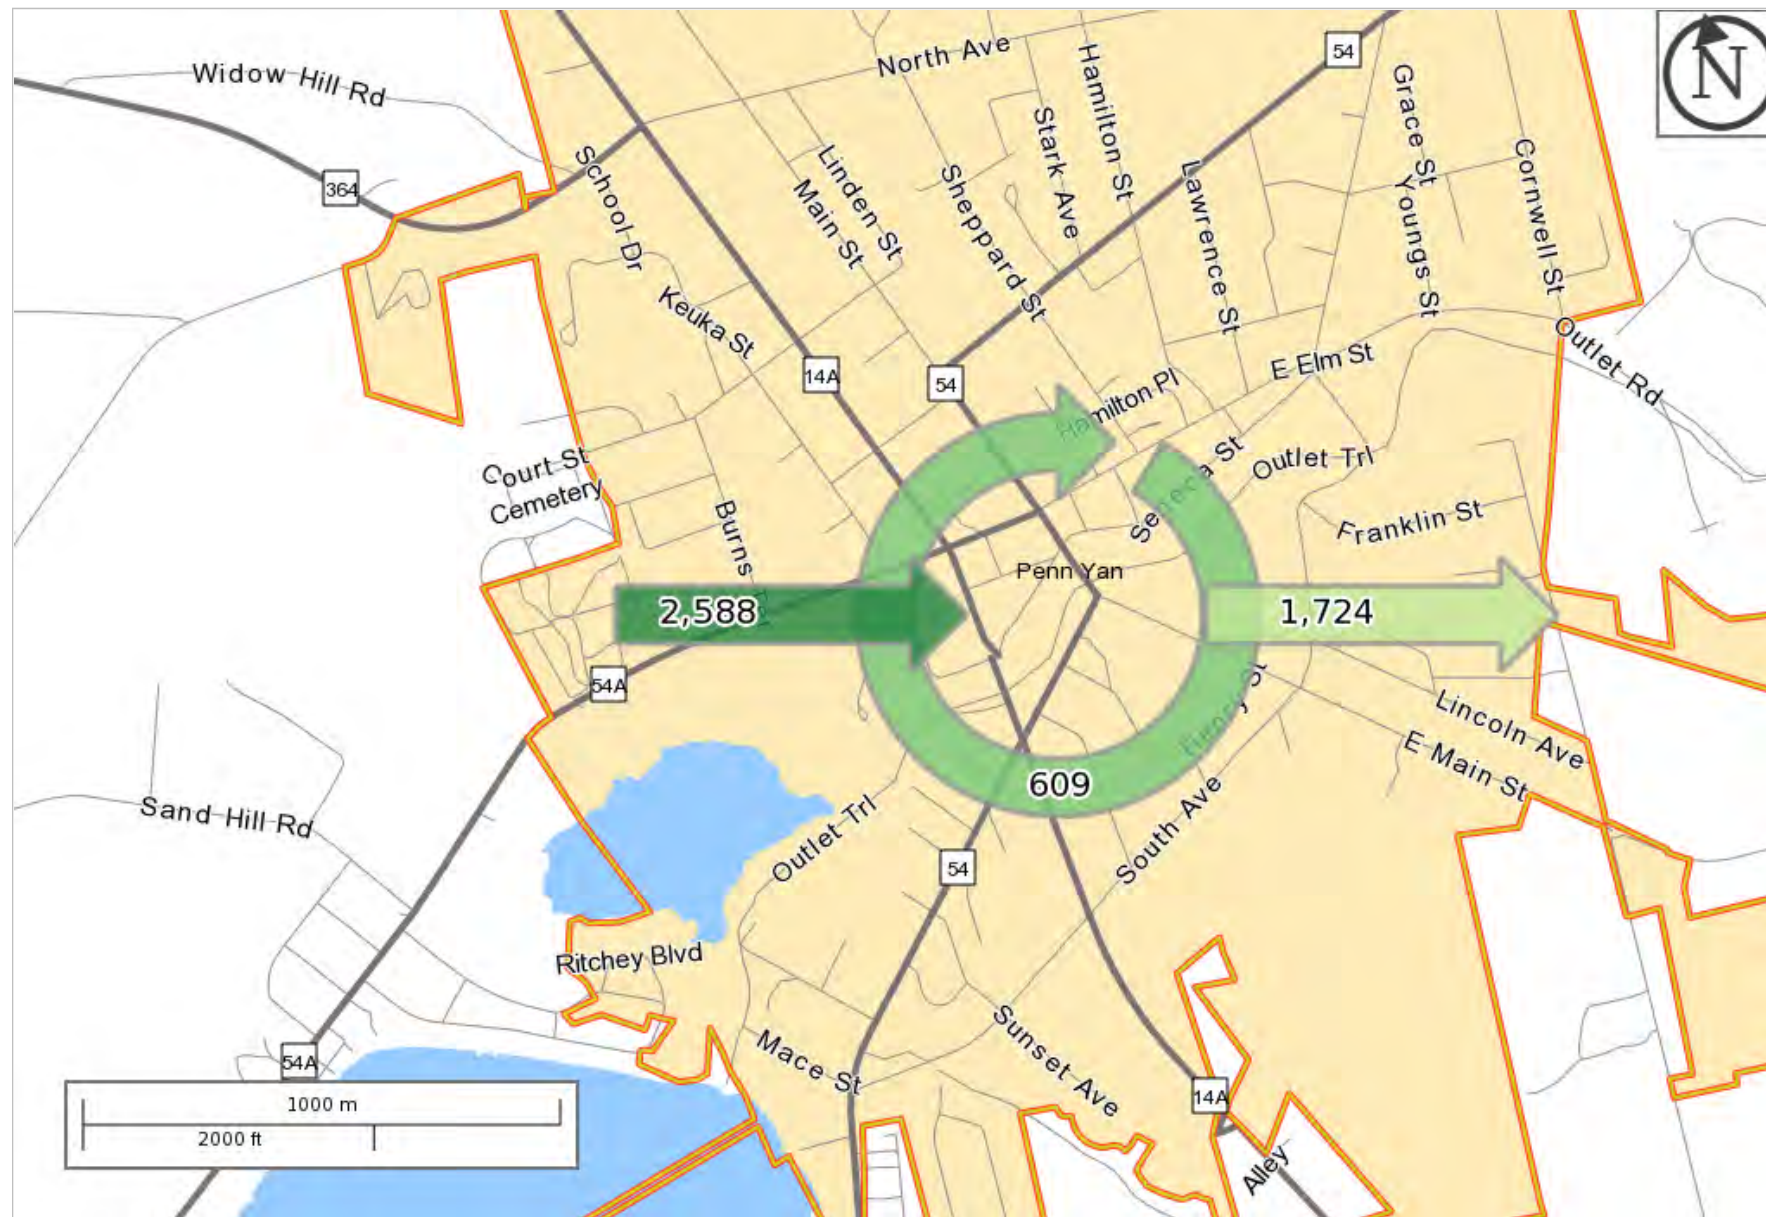 Widow Hill Rd
North Ave
54
N
364
School Dr
Linden St
Main St
Sheppard St
Stark Ave
Hamilton St
Lawrence St
Grace St
Youngs St
Cornwell St
Keuka St
14A
54
Hamilton Pl
E Elm St
Outlet Rd
Court St
Cemetery
Burns
Seneca St
Outlet Trl
Franklin St
Penn Yan
2,588
1,724
54A
Henry St
Lincoln Ave
E Main St
609
Sand Hill Rd
Outlet Trl
South Ave
54
Ritchey Blvd
Sunset Ave
Mace St
54A
14A
1000 m
2000 ft
Alley